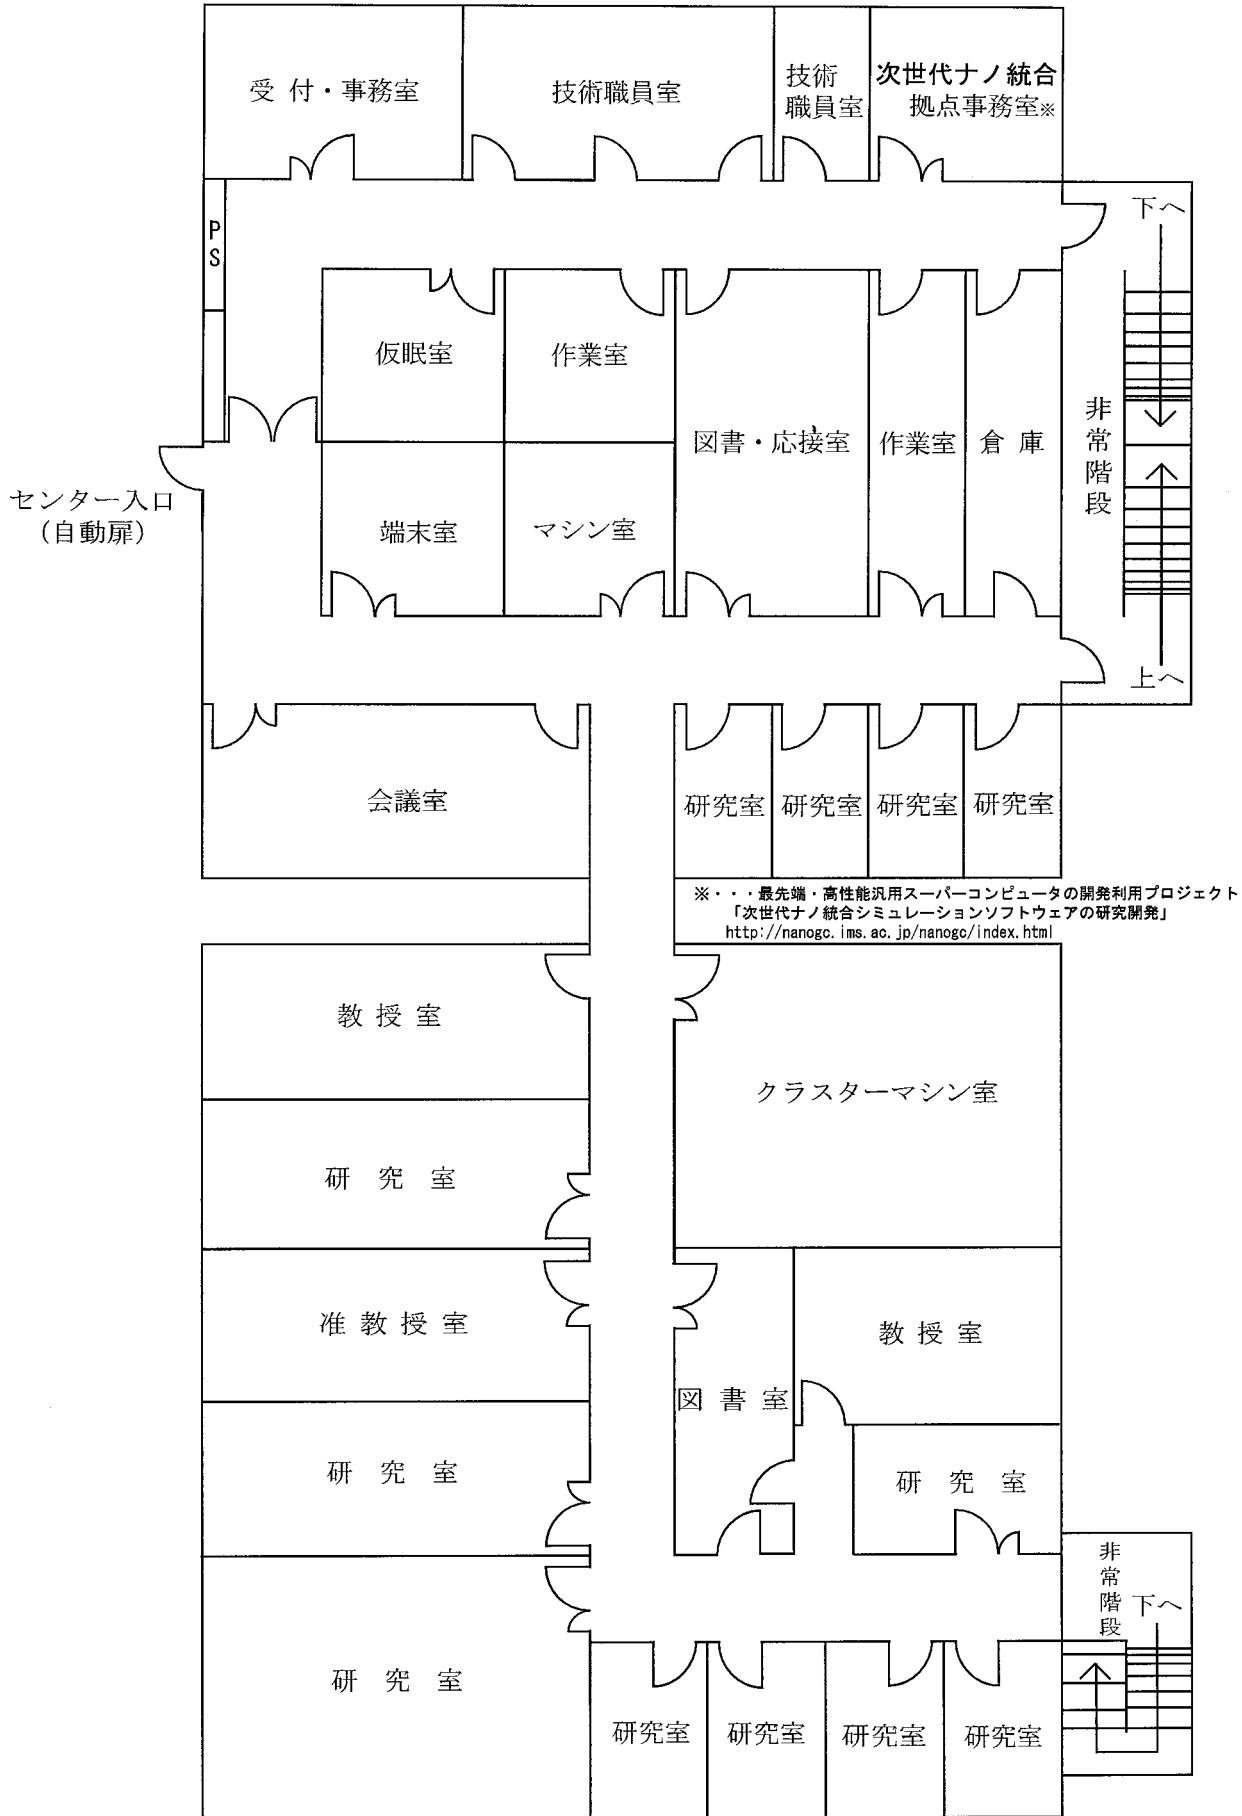 受 付・事務室
技術職員室
技術
職員室
次世代ナノ統合
拠点事務室※
PS
下へ
仮眠室
作業室
図書・応接室
作業室
倉 庫
非常階段
センター入口
(自動扉)
端末室
マシン室
上へ
会議室
研究室
研究室
研究室
研究室
※・・・最先端・高性能汎用スーパーコンピュータの開発利用プロジェクト
「次世代ナノ統合シミュレーションソフトウェアの研究開発」
http://nanogc.ims.ac.jp/nanogc/index.html
教 授 室
クラスターマシン室
研 究 室
准 教 授 室
教 授 室
図 書 室
研 究 室
研 究 室
非常階段
下へ
研 究 室
研究室
研究室
研究室
研究室